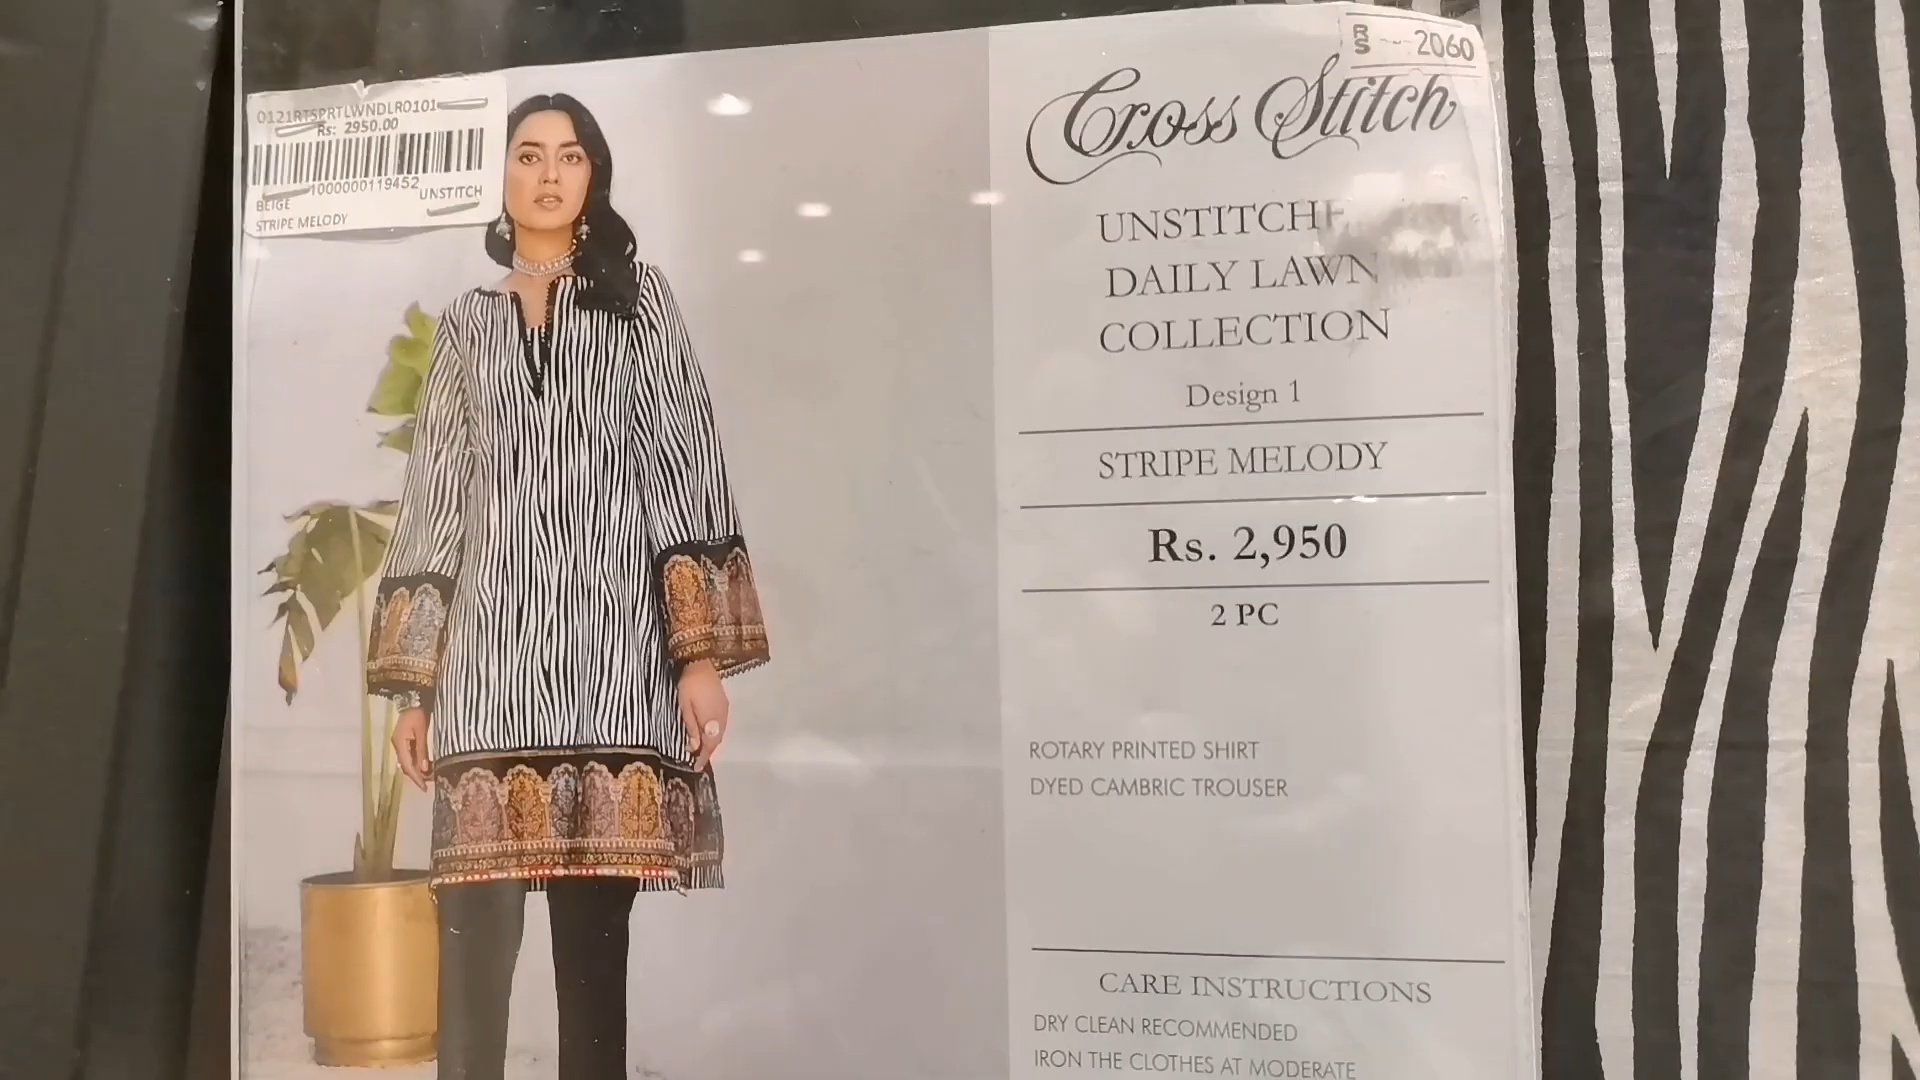 0121RTSPRTLWNDLR0101
Rs: 2950.00
1000000119452
BEIGE UNSTITCH
STRIPE MELODY
RS 2060
Cross Stitch
DAILY LAWN
COLLECTION
Design 1
STRIPE MELODY
Rs. 2,950
2 PC
ROTARY PRINTED SHIRT
DYED CAMBRIC TROUSER
CARE INSTRUCTIONS
DRY CLEAN RECOMMENDED
IRON THE CLOTHES AT MODERATE